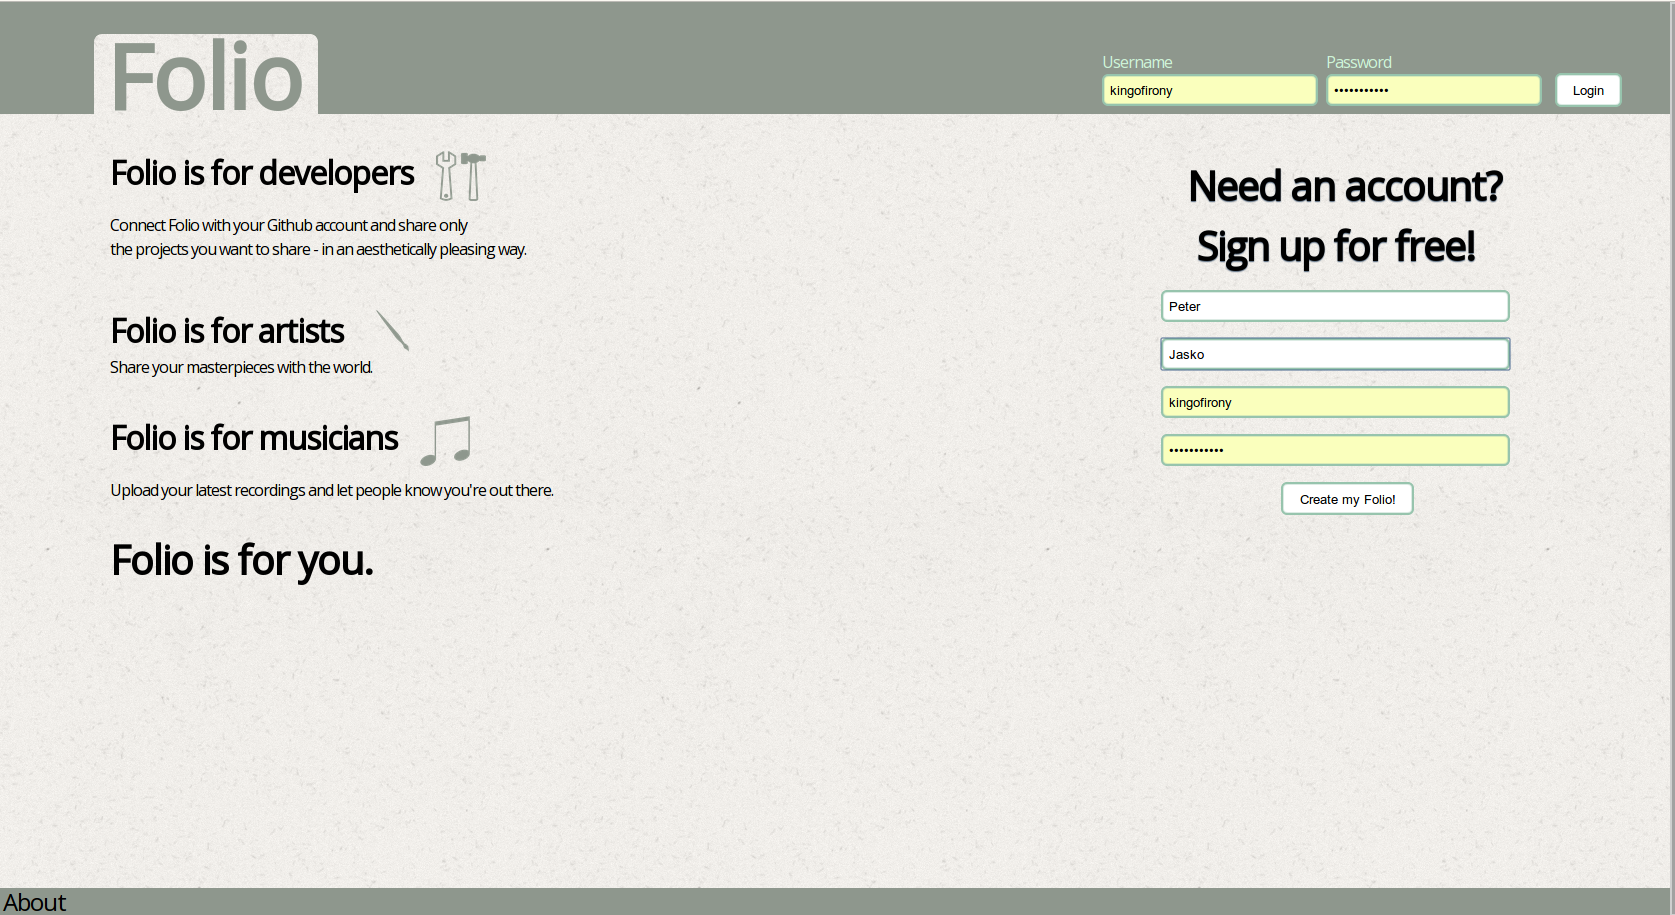 Folio
Username
Password
kingofirony
•••••••••••
Login
Folio is for developers
Connect Folio with your Github account and share only
the projects you want to share - in an aesthetically pleasing way.
Folio is for artists
Share your masterpieces with the world.
Folio is for musicians
Upload your latest recordings and let people know you're out there.
Folio is for you.
Need an account?
Sign up for free!
Peter
Jasko
kingofirony
•••••••••••
Create my Folio!
About